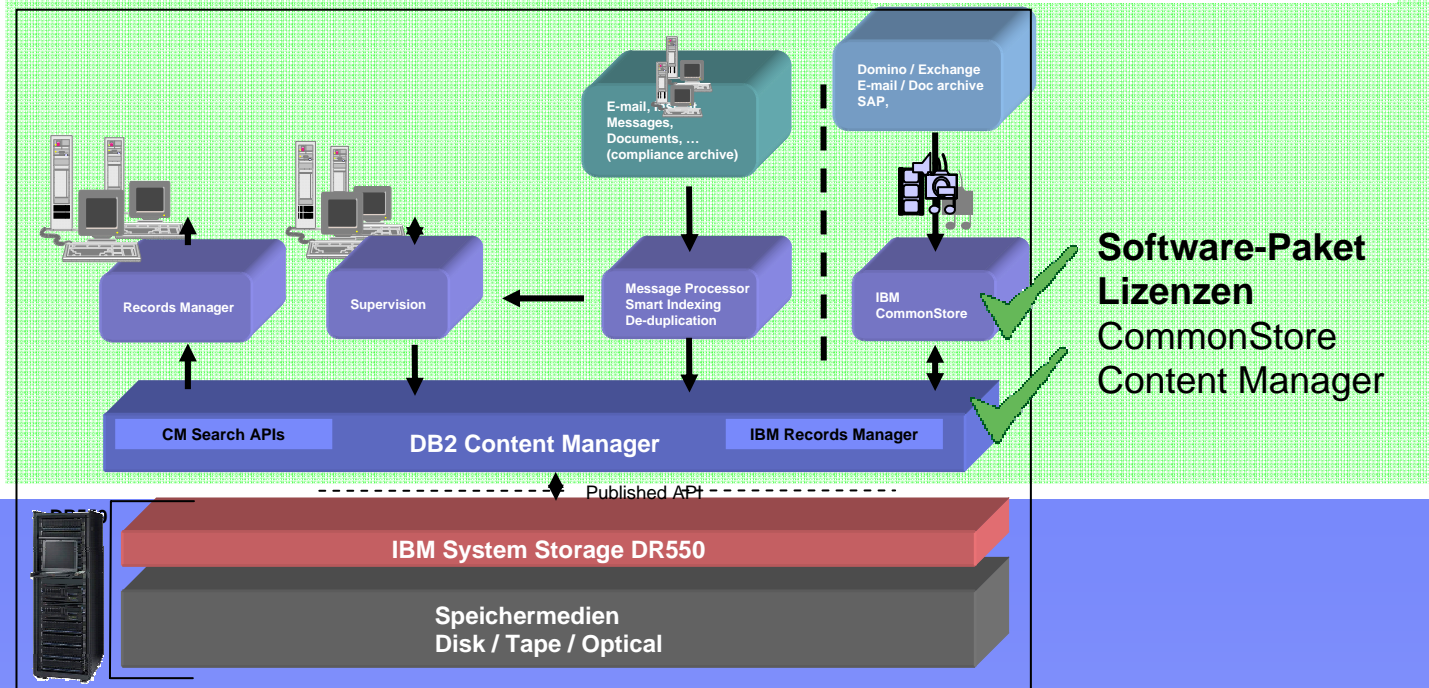 Domino / Exchange
E-mail / Doc archive
SAP,
E-mail,
Messages,
Documents, …
(compliance archive)
Records Manager
Supervision
Message Processor
Smart Indexing
De-duplication
IBM
CommonStore
Software-Paket
Lizenzen
CommonStore
Content Manager
CM Search APIs
DB2 Content Manager
IBM Records Manager
Published API
IBM System Storage DR550
Speichermedien
Disk / Tape / Optical